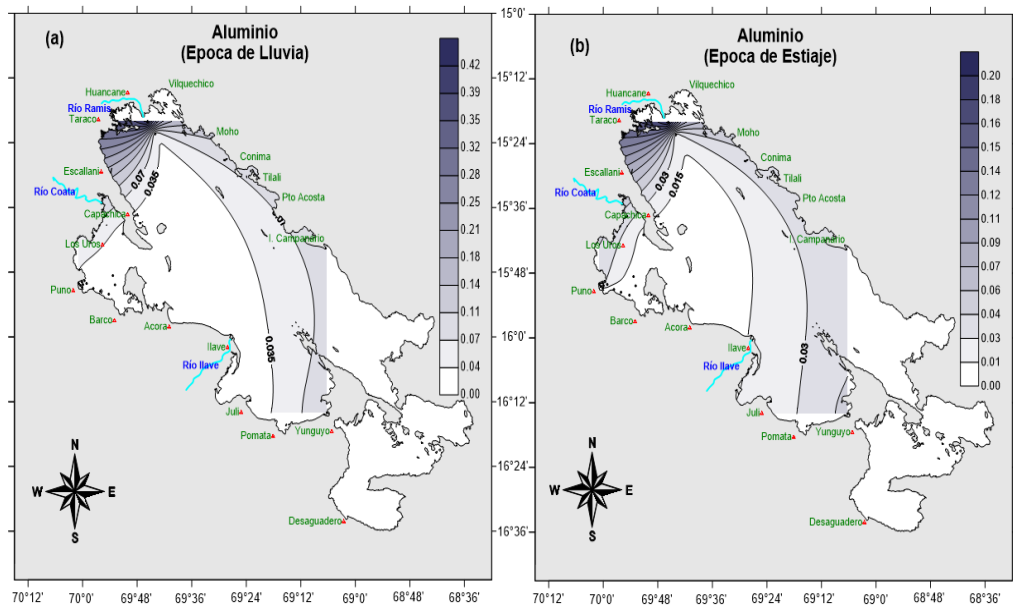 (a)
Aluminio
(Epoca de Lluvia)
Vilquechico
Huancane
Río Ramis
Taraco
Moho
Conima
Tilali
Escallani
Río Coata
Pto Acosta
Capachica
Los Uros
I. Campanario
Puno
Barco
Acora
Ilave
Río Ilave
Juli
Pomata
Yunguyo
Desaguadero
0.07
0.035
.07
0.035
0.42
0.39
0.35
0.32
0.28
0.25
0.21
0.18
0.14
0.11
0.07
0.04
0.00
N
W
E
S
70°12'
70°0'
69°48'
69°36'
69°24'
69°12'
69°0'
68°48'
68°36'
15°0'
15°12'
15°24'
15°36'
15°48'
16°0'
16°12'
16°24'
16°36'
(b)
Aluminio
(Epoca de Estiaje)
Vilquechico
Huancane
Río Ramis
Taraco
Moho
Conima
Tilali
Escallani
Río Coata
Pto Acosta
Capachica
Los Uros
I. Campanario
Puno
Barco
Acora
Ilave
Río Ilave
Juli
Pomata
Yunguyo
Desaguadero
0.03
0.015
0.03
0.20
0.18
0.16
0.14
0.12
0.11
0.09
0.07
0.06
0.04
0.03
0.01
0.00
N
W
E
S
70°12'
70°0'
69°48'
69°36'
69°24'
69°12'
69°0'
68°48'
68°36'